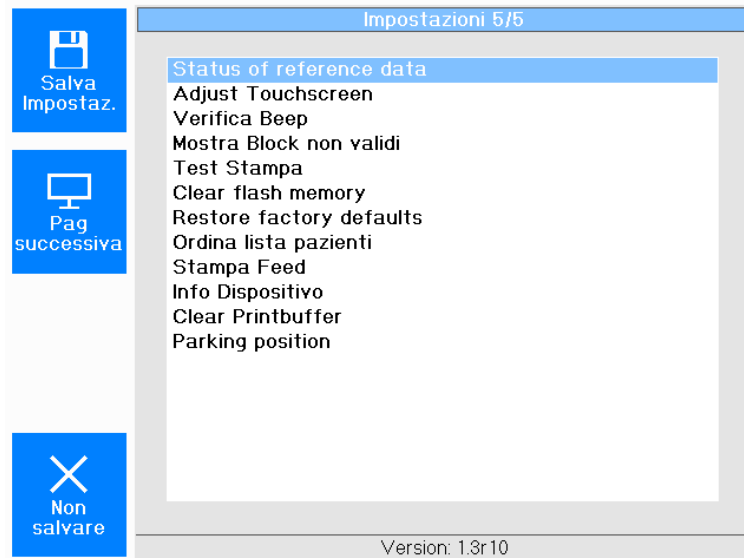 Impostazioni 5/5
Salva
Impostaz.
Pag
successiva
Non
salvare
Status of reference data
Adjust Touchscreen
Verifica Beep
Mostra Block non validi
Test Stampa
Clear flash memory
Restore factory defaults
Ordina lista pazienti
Stampa Feed
Info Dispositivo
Clear Printbuffer
Parking position
Version: 1.3r10